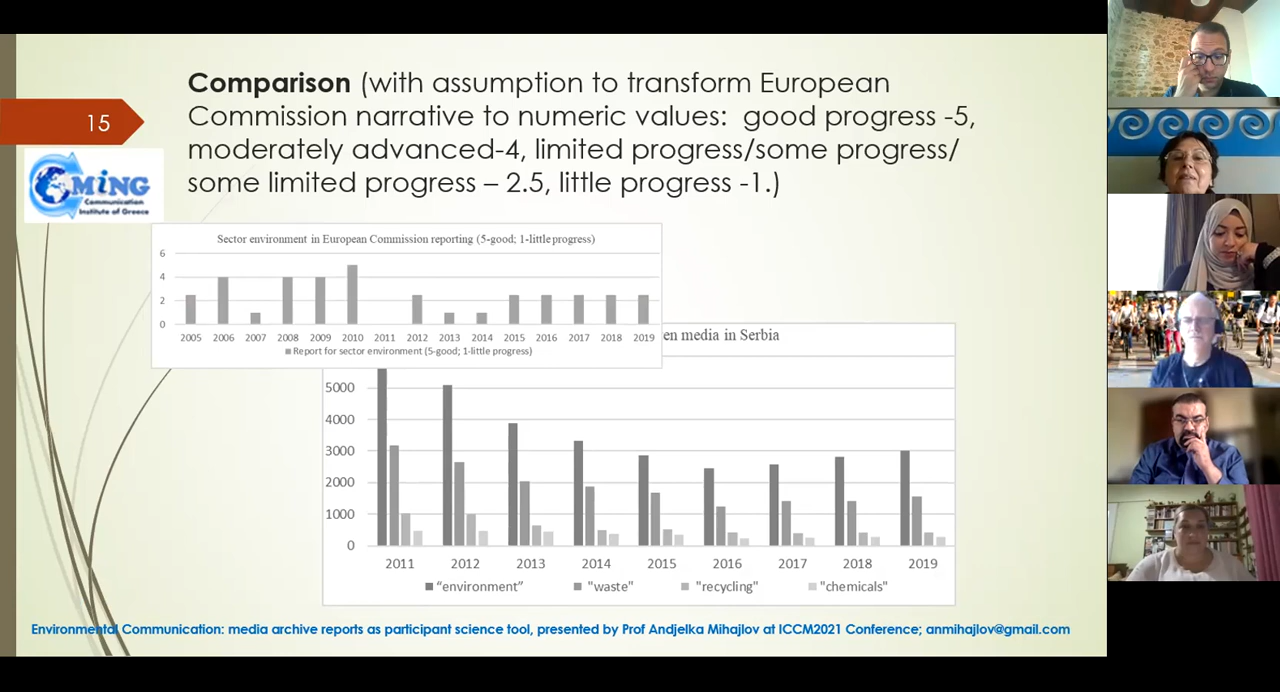 Comparison (with assumption to transform European
Commission narrative to numeric values:  good progress -5,
moderately advanced-4, limited progress/some progress/
some limited progress – 2.5, little progress -1.)
15
CMiNG
Communication
Institute of Greece
Sector environment in European Commission reporting (5-good; 1-little progress)
6
4
2
0
2005 2006 2007 2008 2009 2010 2011 2012 2013 2014 2015 2016 2017 2018 2019
Report for sector environment (5-good; 1-little progress)
en media in Serbia
5000
4000
3000
2000
1000
0
2011 2012 2013 2014 2015 2016 2017 2018 2019
“environment” "waste" "recycling" "chemicals"
Environmental Communication: media archive reports as participant science tool, presented by Prof Andjelka Mihajlov at ICCM2021 Conference; anmihajlov@gmail.com